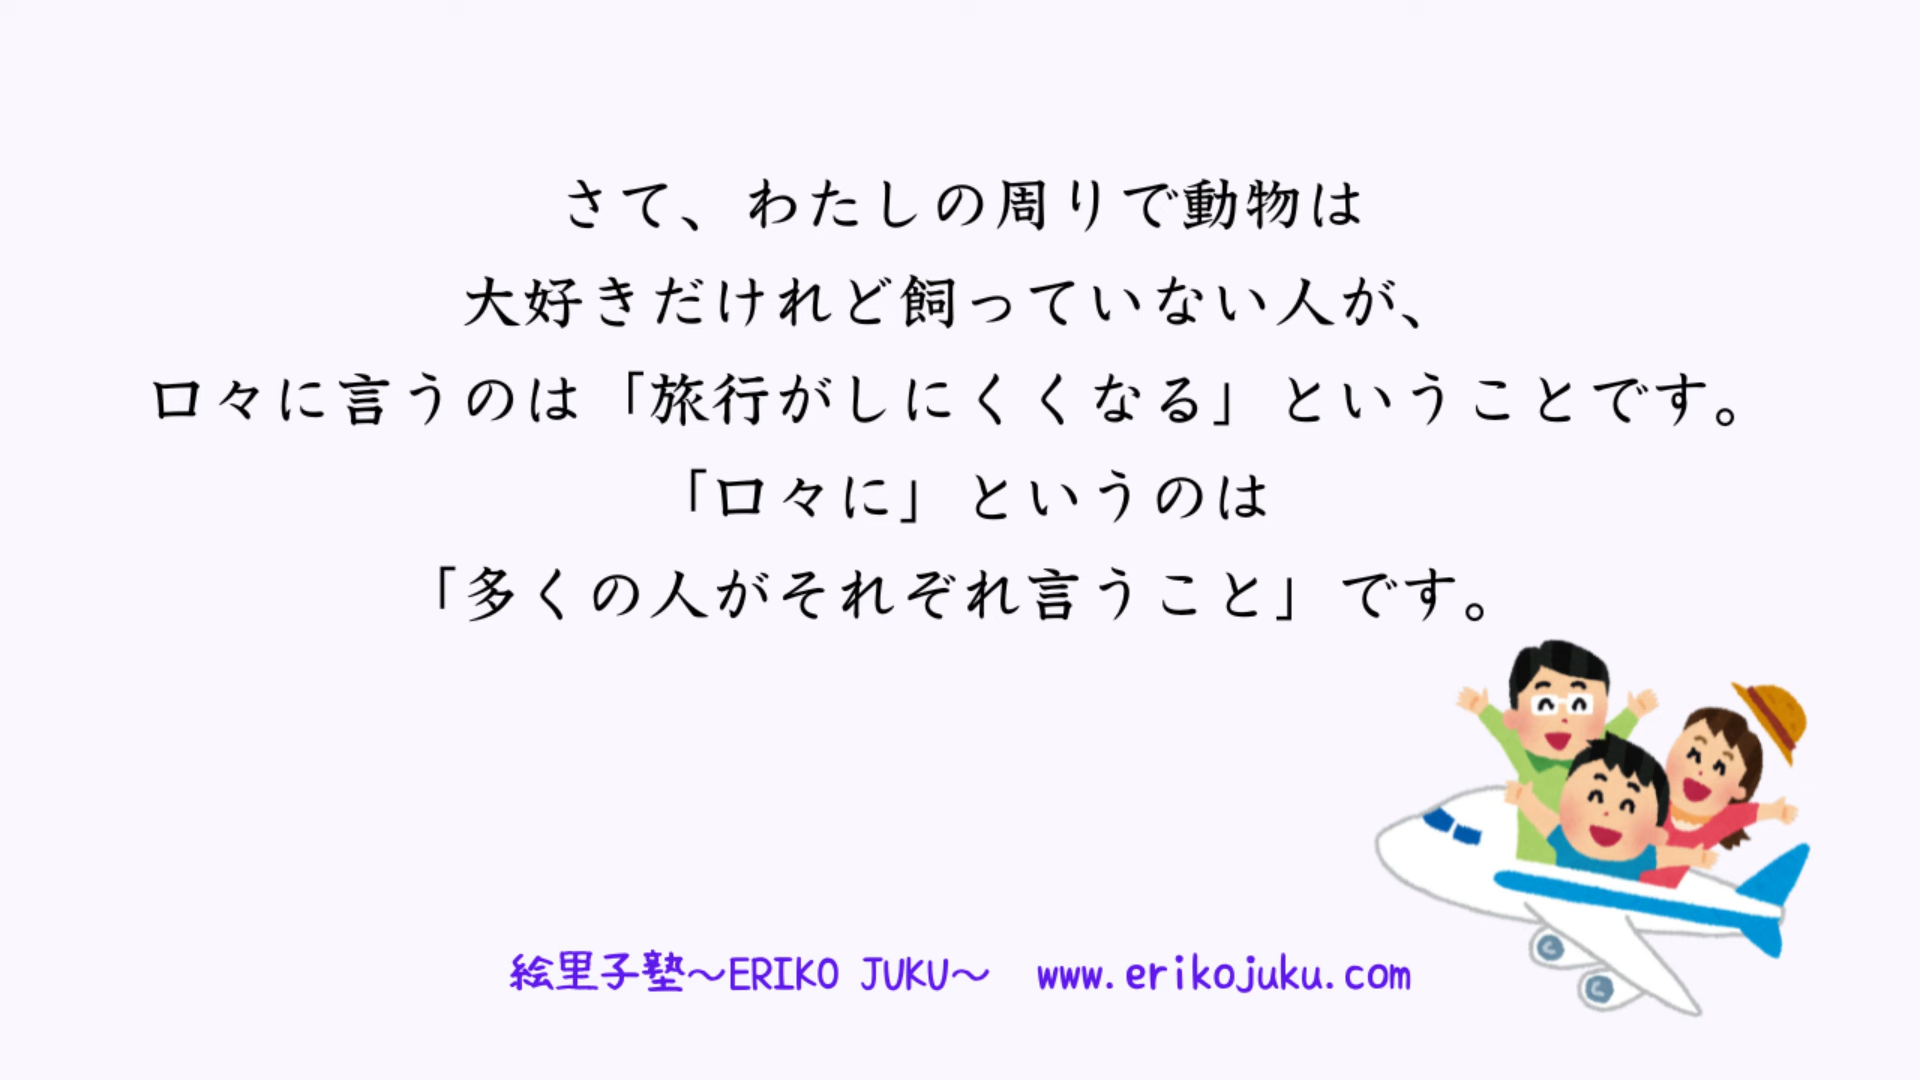 さて、わたしの周りで動物は
大好きだけれど飼っていない人が、
口々に言うのは「旅行がしにくくなる」ということです。
「口々に」というのは
「多くの人がそれぞれ言うこと」です。
絵里子塾～ERIKO JUKU～　www.erikojuku.com